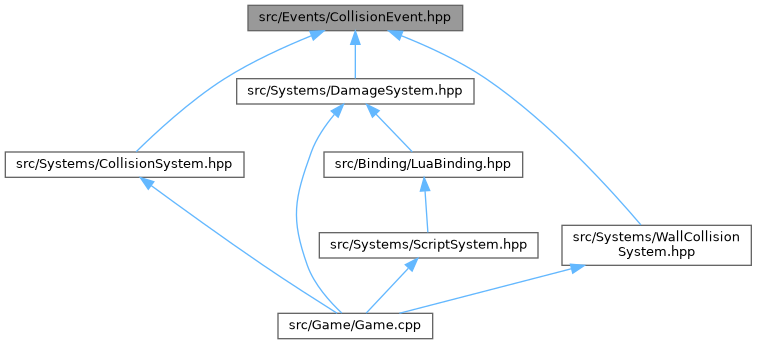 src/Events/CollisionEvent.hpp
src/Systems/DamageSystem.hpp
src/Systems/CollisionSystem.hpp
src/Binding/LuaBinding.hpp
src/Systems/ScriptSystem.hpp
src/Systems/WallCollision
System.hpp
src/Game/Game.cpp